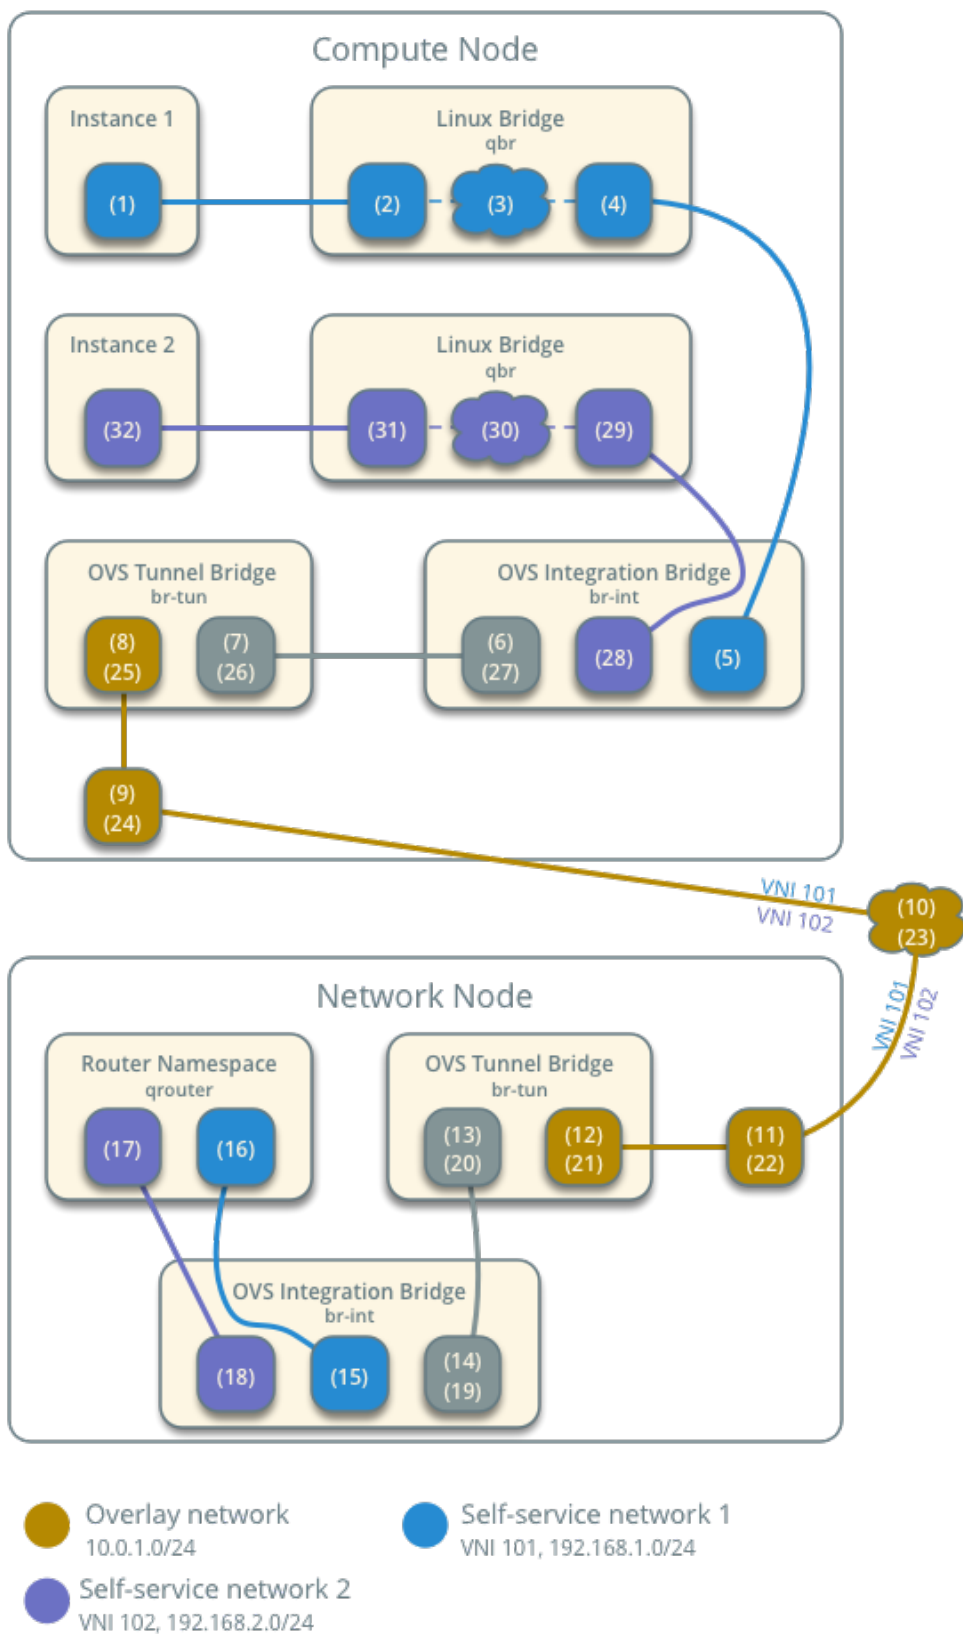 Compute Node
Instance 1
Linux Bridge
qbr
(1)
(2)
(3)
(4)
Instance 2
Linux Bridge
qbr
(32)
(31)
(30)
(29)
OVS Tunnel Bridge
br-tun
(8)
(25)
(7)
(26)
OVS Integration Bridge
br-int
(6)
(27)
(28)
(5)
(9)
(24)
VNI 101
VNI 102
(10)
(23)
VNI 101
VNI 102
Network Node
Router Namespace
qrouter
(17)
(16)
OVS Tunnel Bridge
br-tun
(13)
(20)
(12)
(21)
(11)
(22)
OVS Integration Bridge
br-int
(18)
(15)
(14)
(19)
Overlay network
10.0.1.0/24
Self-service network 1
VNI 101, 192.168.1.0/24
Self-service network 2
VNI 102, 192.168.2.0/24